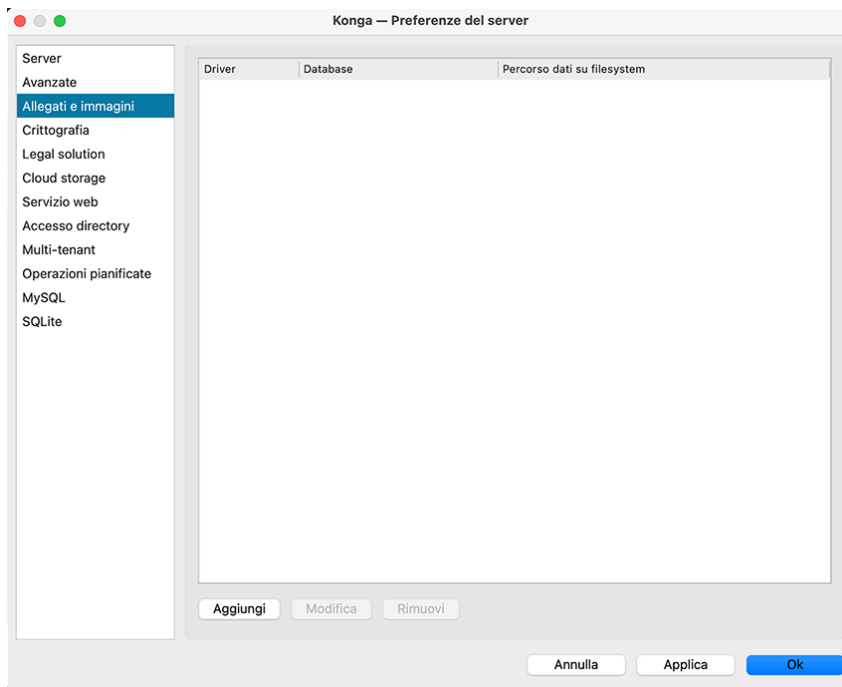 Konga — Preferenze del server
Server
Avanzate
Allegati e immagini
Crittografia
Legal solution
Cloud storage
Servizio web
Accesso directory
Multi-tenant
Operazioni pianificate
MySQL
SQLite
Driver Database Percorso dati su filesystem
Aggiungi Modifica Rimuovi
Annulla Applica Ok